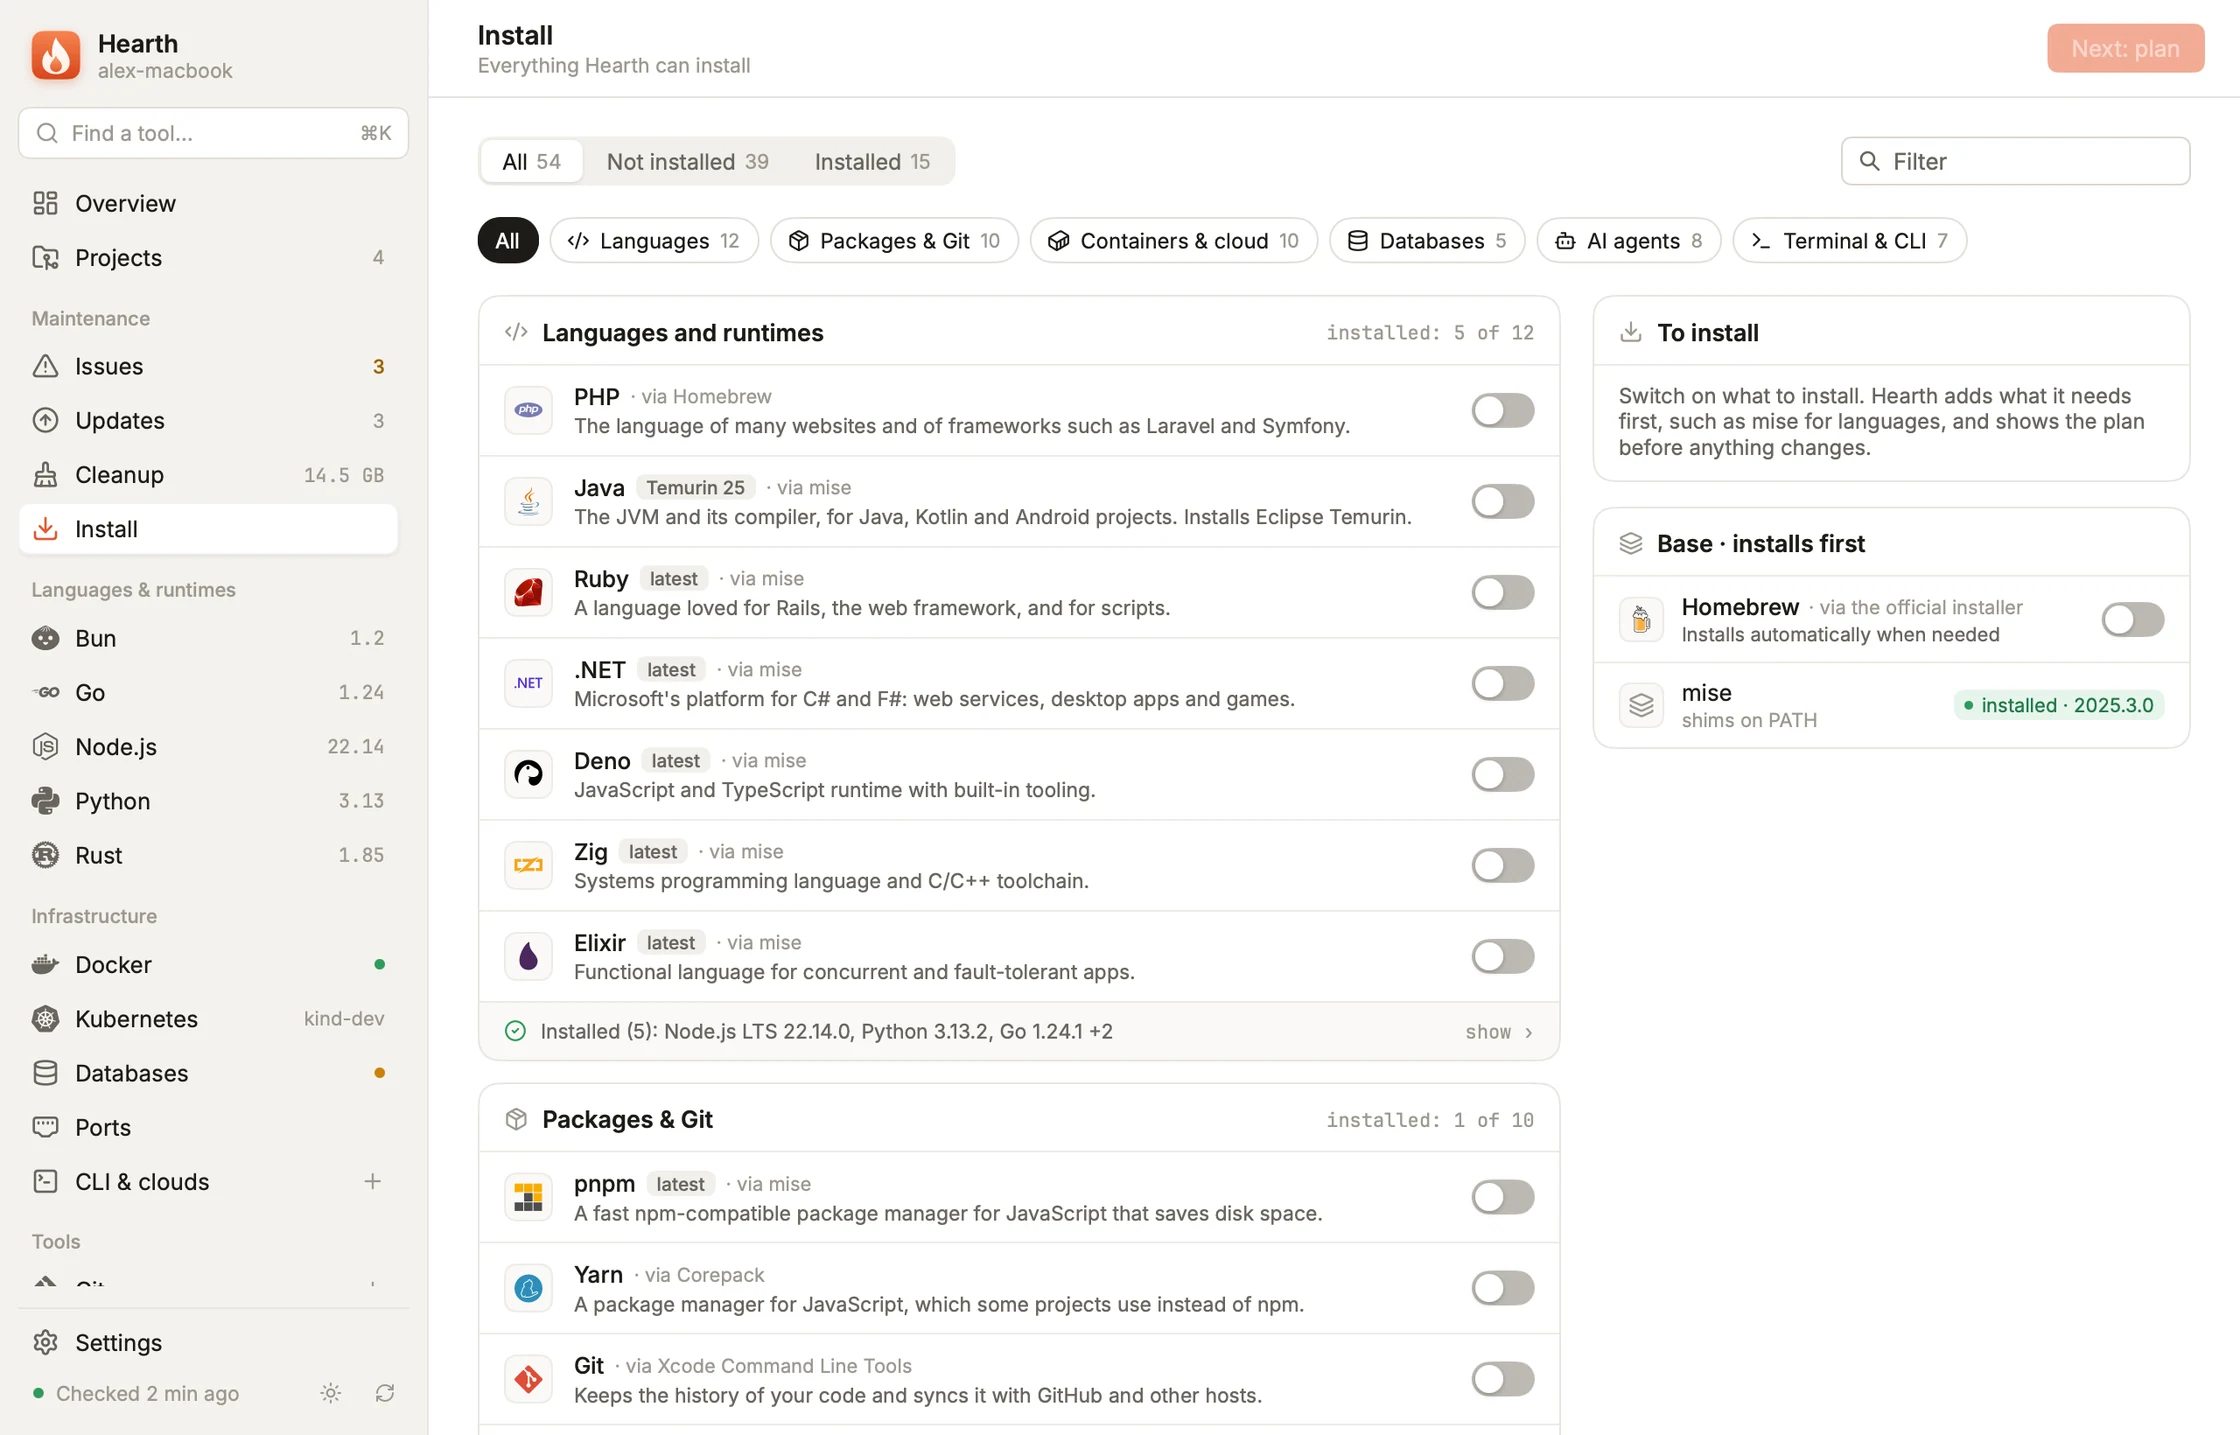 Hearth
alex-macbook
Find a tool... ⌘K
Overview
Projects 4
Maintenance
Issues 3
Updates 3
Cleanup 14.5 GB
Install
Languages & runtimes
Bun 1.2
Go 1.24
Node.js 22.14
Python 3.13
Rust 1.85
Infrastructure
Docker
Kubernetes kind-dev
Databases
Ports
CLI & clouds
Tools
Settings
Checked 2 min ago
Install
Everything Hearth can install
Next: plan
All 54 Not installed 39 Installed 15
Filter
All Languages 12 Packages & Git 10 Containers & cloud 10 Databases 5 AI agents 8 Terminal & CLI 7
Languages and runtimes installed: 5 of 12
php
PHP · via Homebrew
The language of many websites and of frameworks such as Laravel and Symfony.
Java Temurin 25 · via mise
The JVM and its compiler, for Java, Kotlin and Android projects. Installs Eclipse Temurin.
Ruby latest · via mise
A language loved for Rails, the web framework, and for scripts.
.NET
.NET latest · via mise
Microsoft's platform for C# and F#: web services, desktop apps and games.
Deno latest · via mise
JavaScript and TypeScript runtime with built-in tooling.
Zig latest · via mise
Systems programming language and C/C++ toolchain.
Elixir latest · via mise
Functional language for concurrent and fault-tolerant apps.
Installed (5): Node.js LTS 22.14.0, Python 3.13.2, Go 1.24.1 +2 show ›
Packages & Git installed: 1 of 10
pnpm latest · via mise
A fast npm-compatible package manager for JavaScript that saves disk space.
Yarn · via Corepack
A package manager for JavaScript, which some projects use instead of npm.
Git · via Xcode Command Line Tools
Keeps the history of your code and syncs it with GitHub and other hosts.
To install
Switch on what to install. Hearth adds what it needs
first, such as mise for languages, and shows the plan
before anything changes.
Base · installs first
Homebrew · via the official installer
Installs automatically when needed
mise
shims on PATH
installed · 2025.3.0